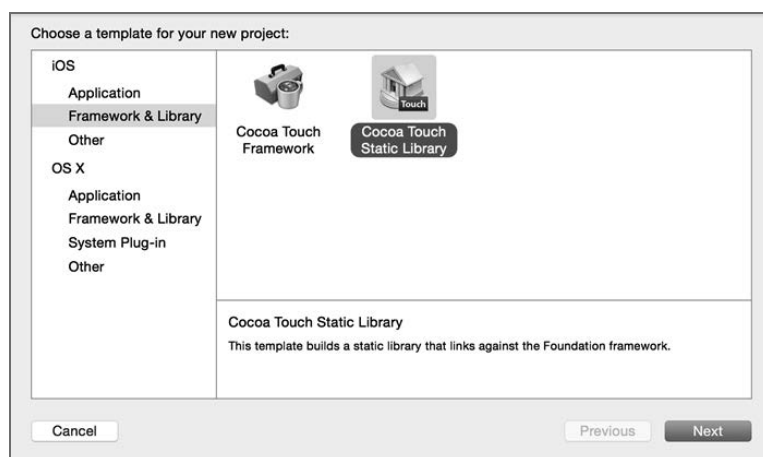 Choose a template for your new project:
iOS
Application
Framework & Library
Other
OS X
Application
Framework & Library
System Plug-in
Other
Cocoa Touch
Framework
Touch
Cocoa Touch
Static Library
Cocoa Touch Static Library
This template builds a static library that links against the Foundation framework.
Cancel
Previous
Next